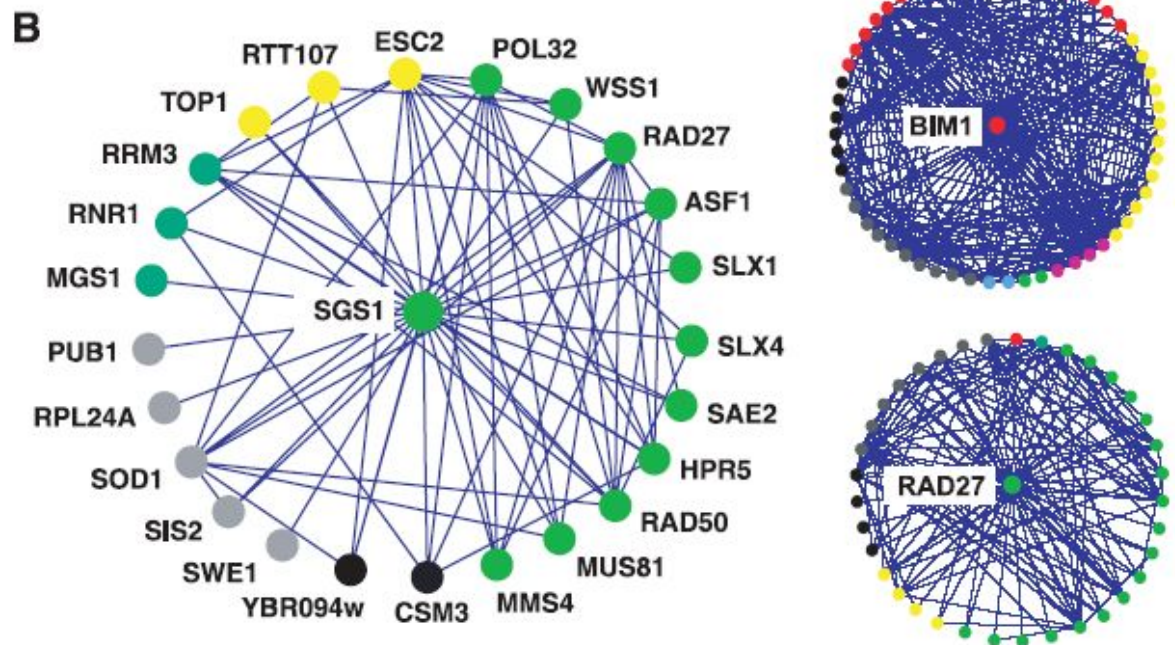 B
ESC2
POL32
RTT107
WSS1
TOP1
RAD27
RRM3
ASF1
RNR1
SLX1
MGS1
SGS1
SLX4
PUB1
SAE2
RPL24A
HPR5
SOD1
RAD50
SIS2
MUS81
SWE1
MMS4
YBR094w
CSM3
BIM1
RAD27